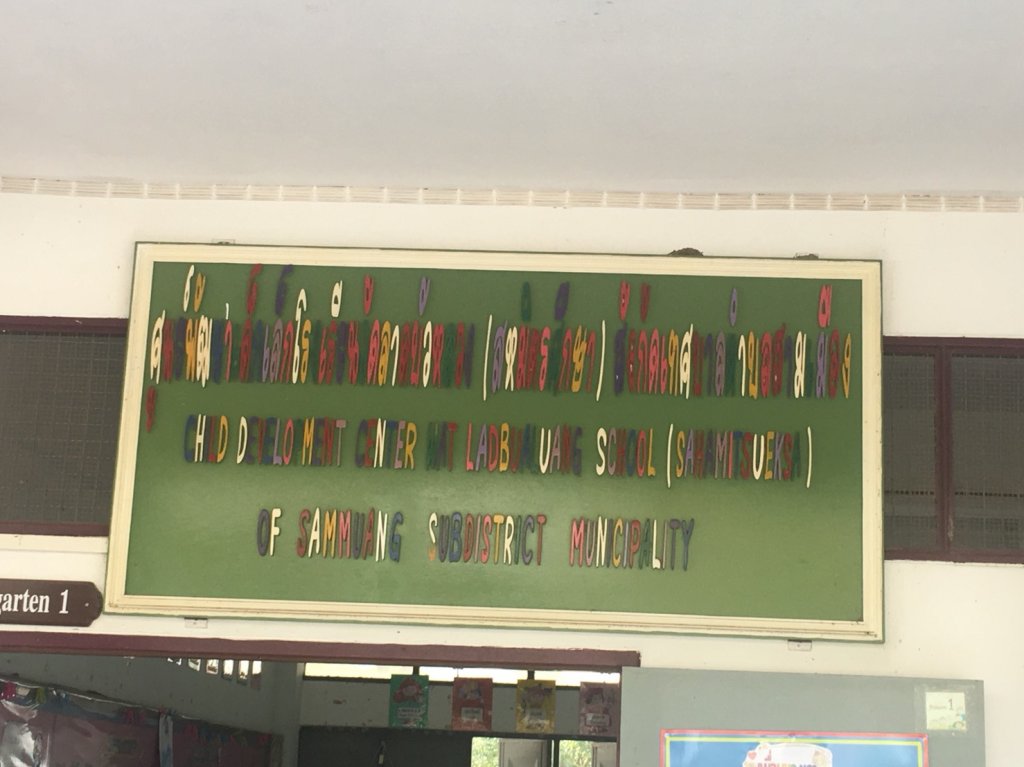 ศูนย์พัฒนาเด็กเล็กโรงเรียนวัดลาดบัวหลวง (สหมิตรศึกษา) สังกัดเทศบาลตำบลสามเมือง
CHILD DEVELO MENT CENTER WAT LADBUALUANG SCHOOL (SAHAMITSUEKSA)
OF SAMMUANG SUBDISTRICT MUNICIPALITY
garten 1
1